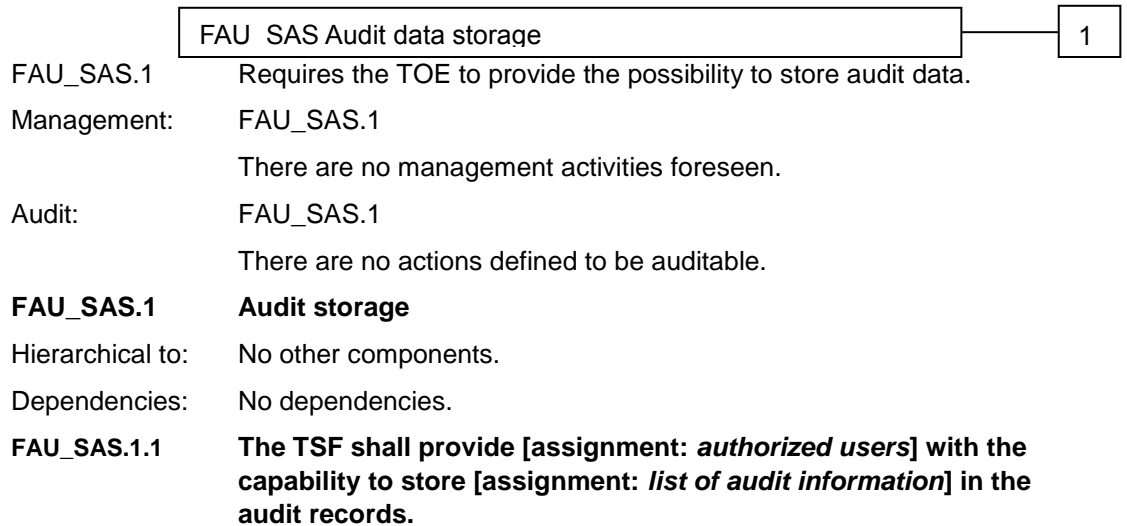 FAU SAS Audit data storage 1
FAU_SAS.1 Requires the TOE to provide the possibility to store audit data.
Management: FAU_SAS.1
There are no management activities foreseen.
Audit: FAU_SAS.1
There are no actions defined to be auditable.
FAU_SAS.1 Audit storage
Hierarchical to: No other components.
Dependencies: No dependencies.
FAU_SAS.1.1 The TSF shall provide [assignment: authorized users] with the
capability to store [assignment: list of audit information] in the
audit records.